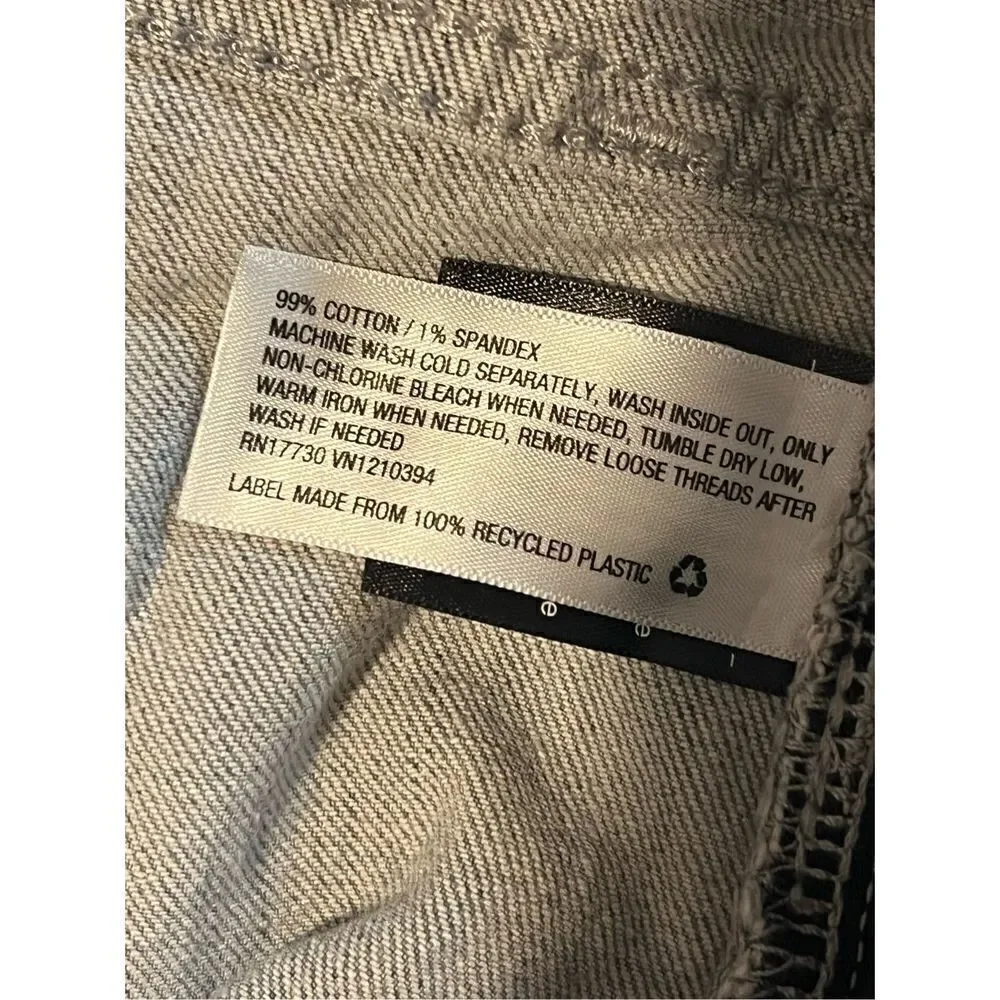 99% COTTON / 1% SPANDEX
MACHINE WASH COLD SEPARATELY, WASH INSIDE OUT, ONLY
NON-CHLORINE BLEACH WHEN NEEDED, TUMBLE DRY LOW,
WARM IRON WHEN NEEDED, REMOVE LOOSE THREADS AFTER
WASH IF NEEDED
RN17730 VN1210394
LABEL MADE FROM 100% RECYCLED PLASTIC